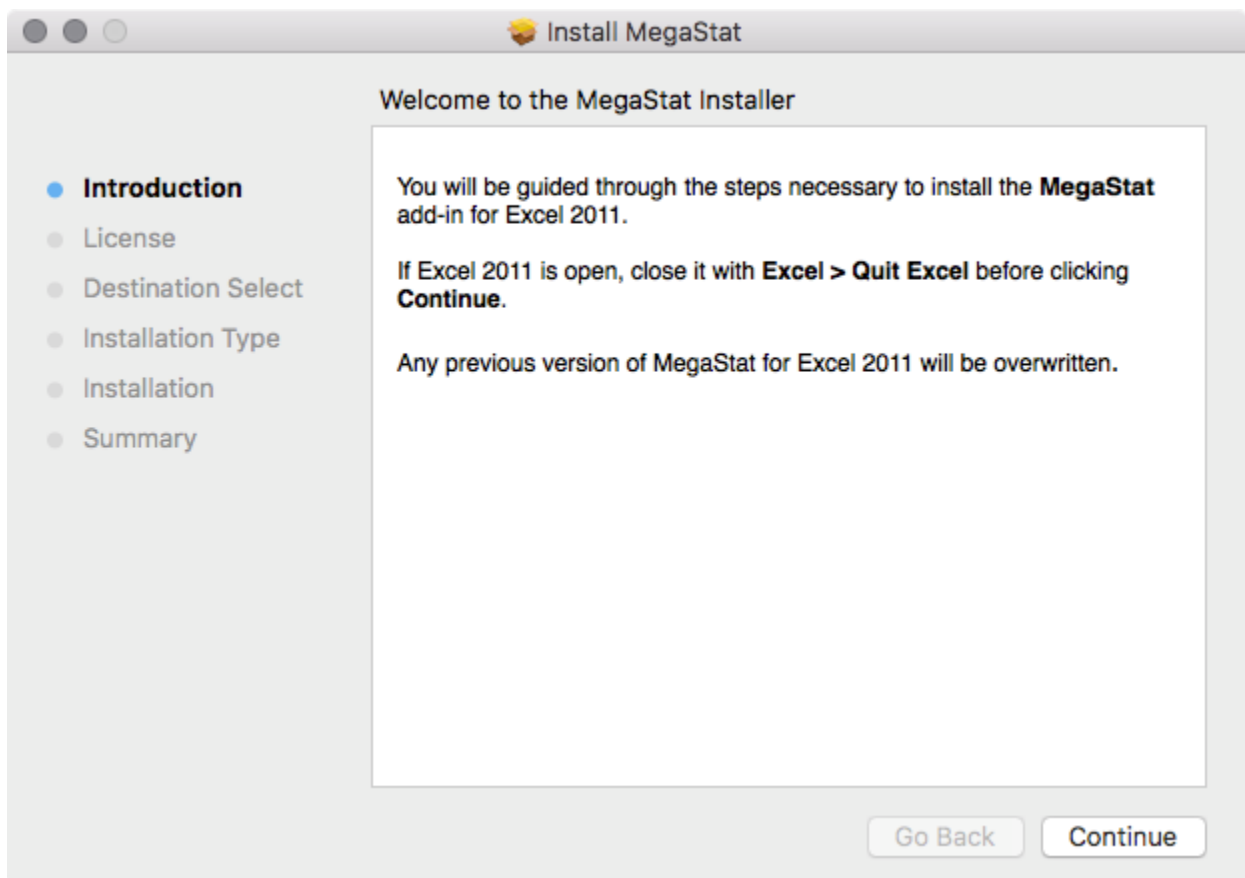 Install MegaStat
Welcome to the MegaStat Installer
Introduction
License
Destination Select
Installation Type
Installation
Summary
You will be guided through the steps necessary to install the MegaStat
add-in for Excel 2011.
If Excel 2011 is open, close it with Excel > Quit Excel before clicking
Continue.
Any previous version of MegaStat for Excel 2011 will be overwritten.
Go Back
Continue